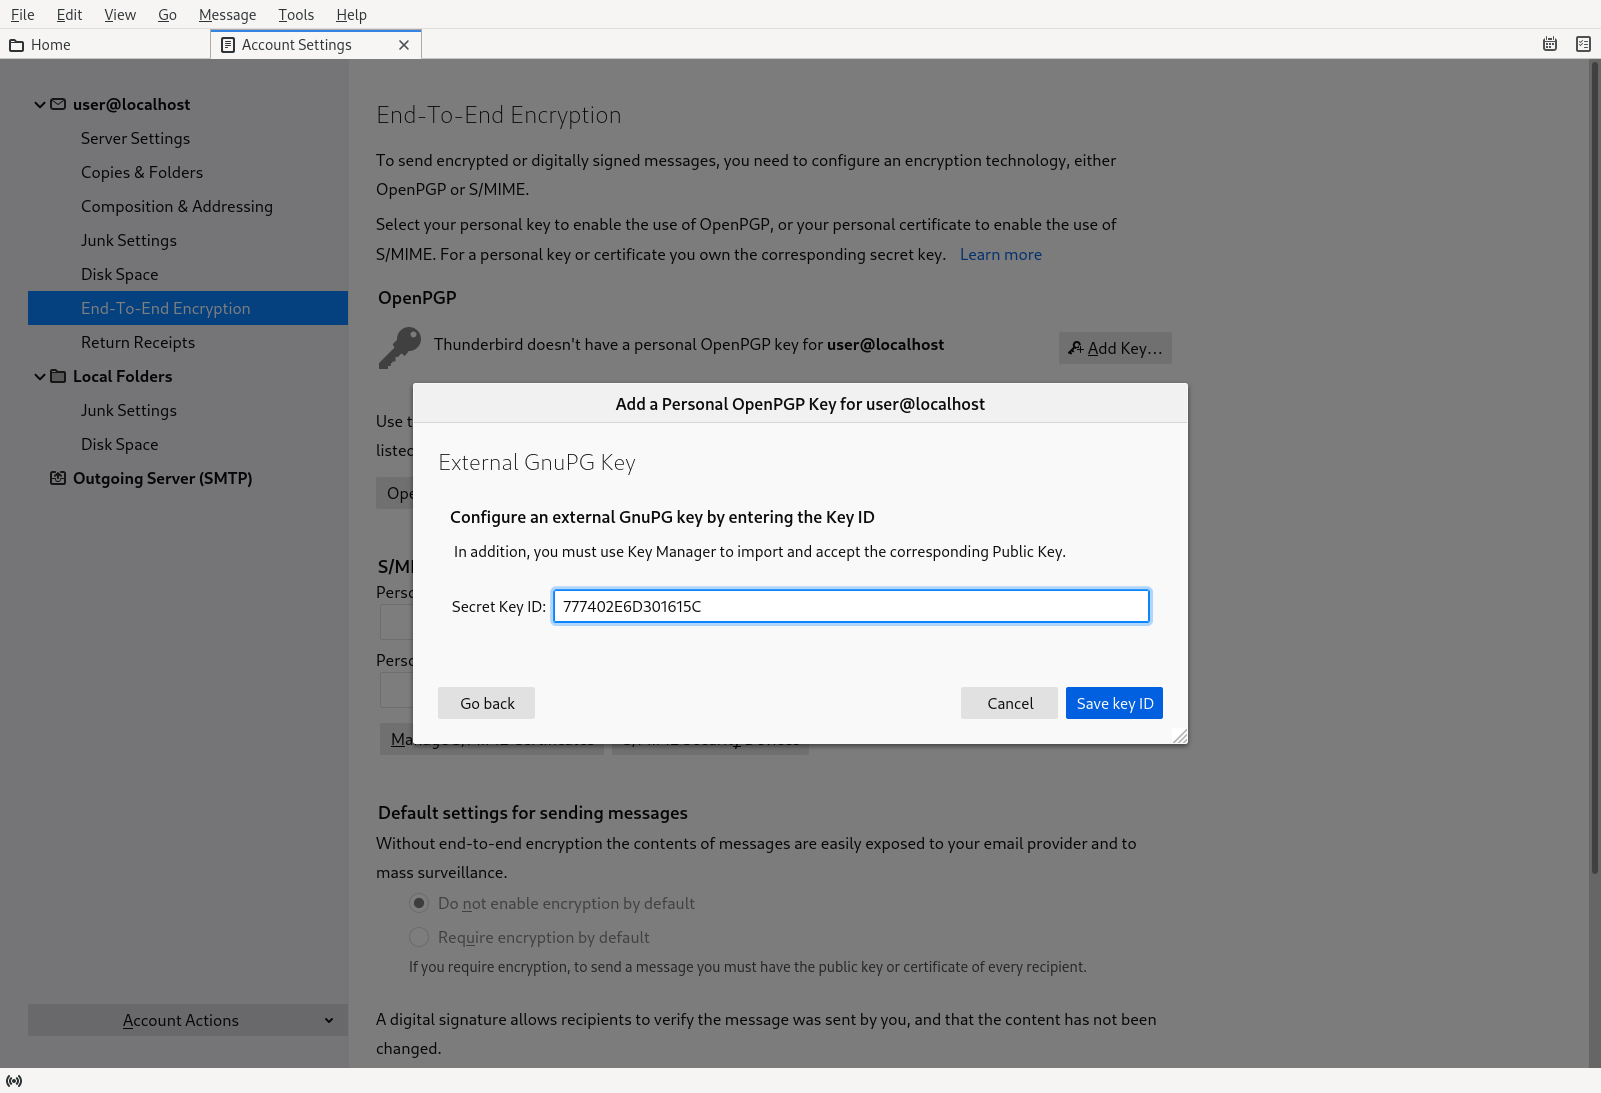 File Edit View Go Message Tools Help
Home
Account Settings
user@localhost
Server Settings
Copies & Folders
Composition & Addressing
Junk Settings
Disk Space
End-To-End Encryption
Return Receipts
Local Folders
Junk Settings
Disk Space
Outgoing Server (SMTP)
Account Actions
End-To-End Encryption
To send encrypted or digitally signed messages, you need to configure an encryption technology, either
OpenPGP or S/MIME.
Select your personal key to enable the use of OpenPGP, or your personal certificate to enable the use of
S/MIME. For a personal key or certificate you own the corresponding secret key. Learn more
OpenPGP
Thunderbird doesn't have a personal OpenPGP key for user@localhost
Add Key...
Use
listed
Add a Personal OpenPGP Key for user@localhost
External GnuPG Key
Configure an external GnuPG key by entering the Key ID
In addition, you must use Key Manager to import and accept the corresponding Public Key.
Secret Key ID: 777402E6D301615C
Go back
Cancel
Save key ID
Default settings for sending messages
Without end-to-end encryption the contents of messages are easily exposed to your email provider and to
mass surveillance.
Do not enable encryption by default
Require encryption by default
If you require encryption, to send a message you must have the public key or certificate of every recipient.
A digital signature allows recipients to verify the message was sent by you, and that the content has not been
changed.